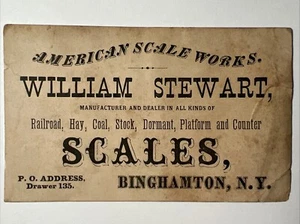 AMERICAN SCALE WORKS.
WILLIAM STEWART,
MANUFACTURER AND DEALER IN ALL KINDS OF
Railroad, Hay, Coal, Stock, Dormant, Platform and Counter
SCALES,
P. O. ADDRESS,
Drawer 135.
BINGHAMTON, N.Y.